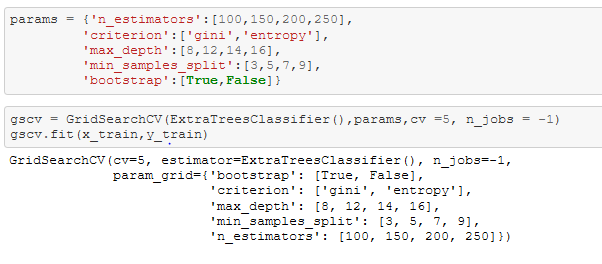 params = {'n_estimators':[100,150,200,250],
          'criterion':['gini','entropy'],
          'max_depth':[8,12,14,16],
          'min_samples_split':[3,5,7,9],
          'bootstrap':[True,False]}
gscv = GridSearchCV(ExtraTreesClassifier(),params,cv =5, n_jobs = -1)
gscv.fit(x_train,y_train)
GridSearchCV(cv=5, estimator=ExtraTreesClassifier(), n_jobs=-1,
             param_grid={'bootstrap': [True, False],
                         'criterion': ['gini', 'entropy'],
                         'max_depth': [8, 12, 14, 16],
                         'min_samples_split': [3, 5, 7, 9],
                         'n_estimators': [100, 150, 200, 250]})